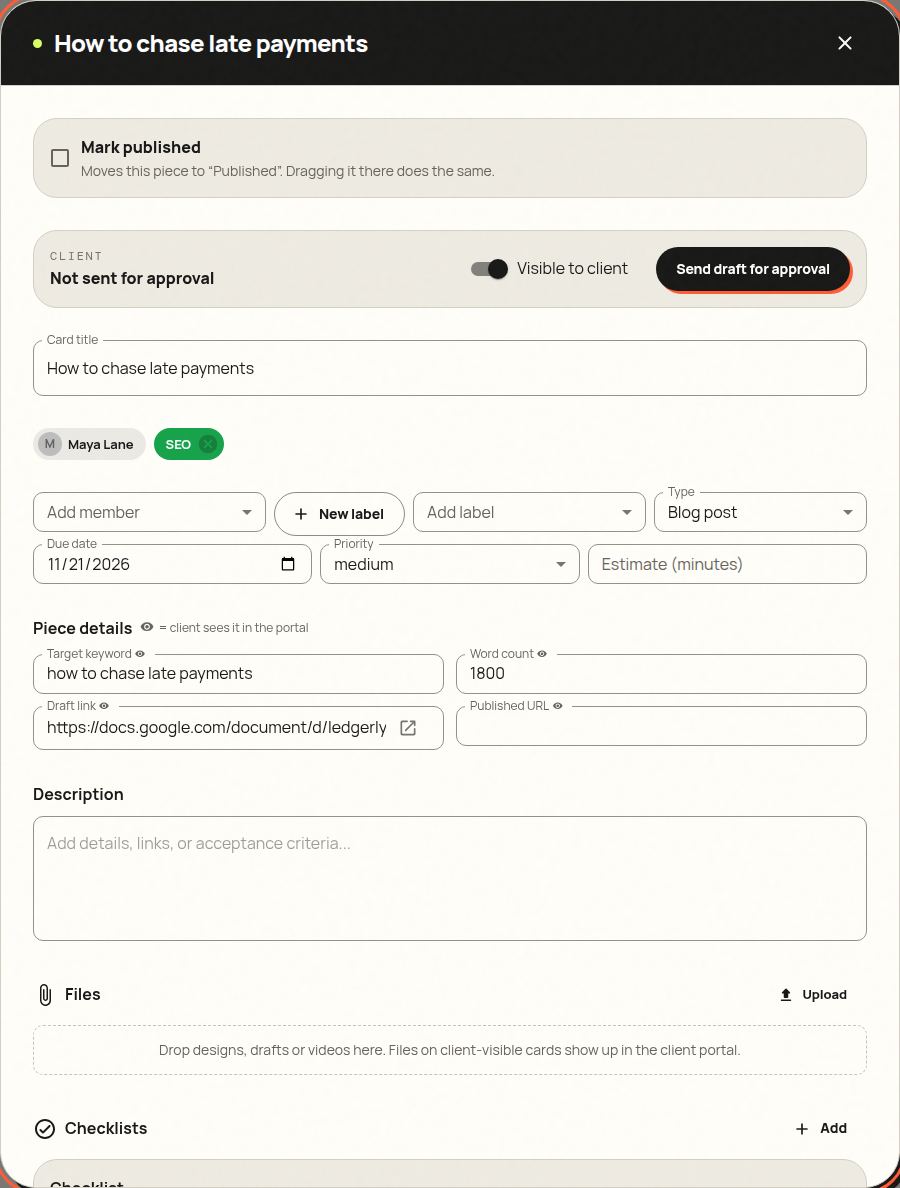 How to chase late payments
Mark published
Moves this piece to “Published”. Dragging it there does the same.
CLIENT
Not sent for approval
Visible to client
Send draft for approval
Card title
How to chase late payments
M Maya Lane
SEO
Add member
New label
Add label
Type
Blog post
Due date
11/21/2026
Priority
medium
Estimate (minutes)
Piece details = client sees it in the portal
Target keyword
how to chase late payments
Word count
1800
Draft link
https://docs.google.com/document/d/ledgerly
Published URL
Description
Add details, links, or acceptance criteria...
Files
Upload
Drop designs, drafts or videos here. Files on client-visible cards show up in the client portal.
Checklists
Add
Checklist